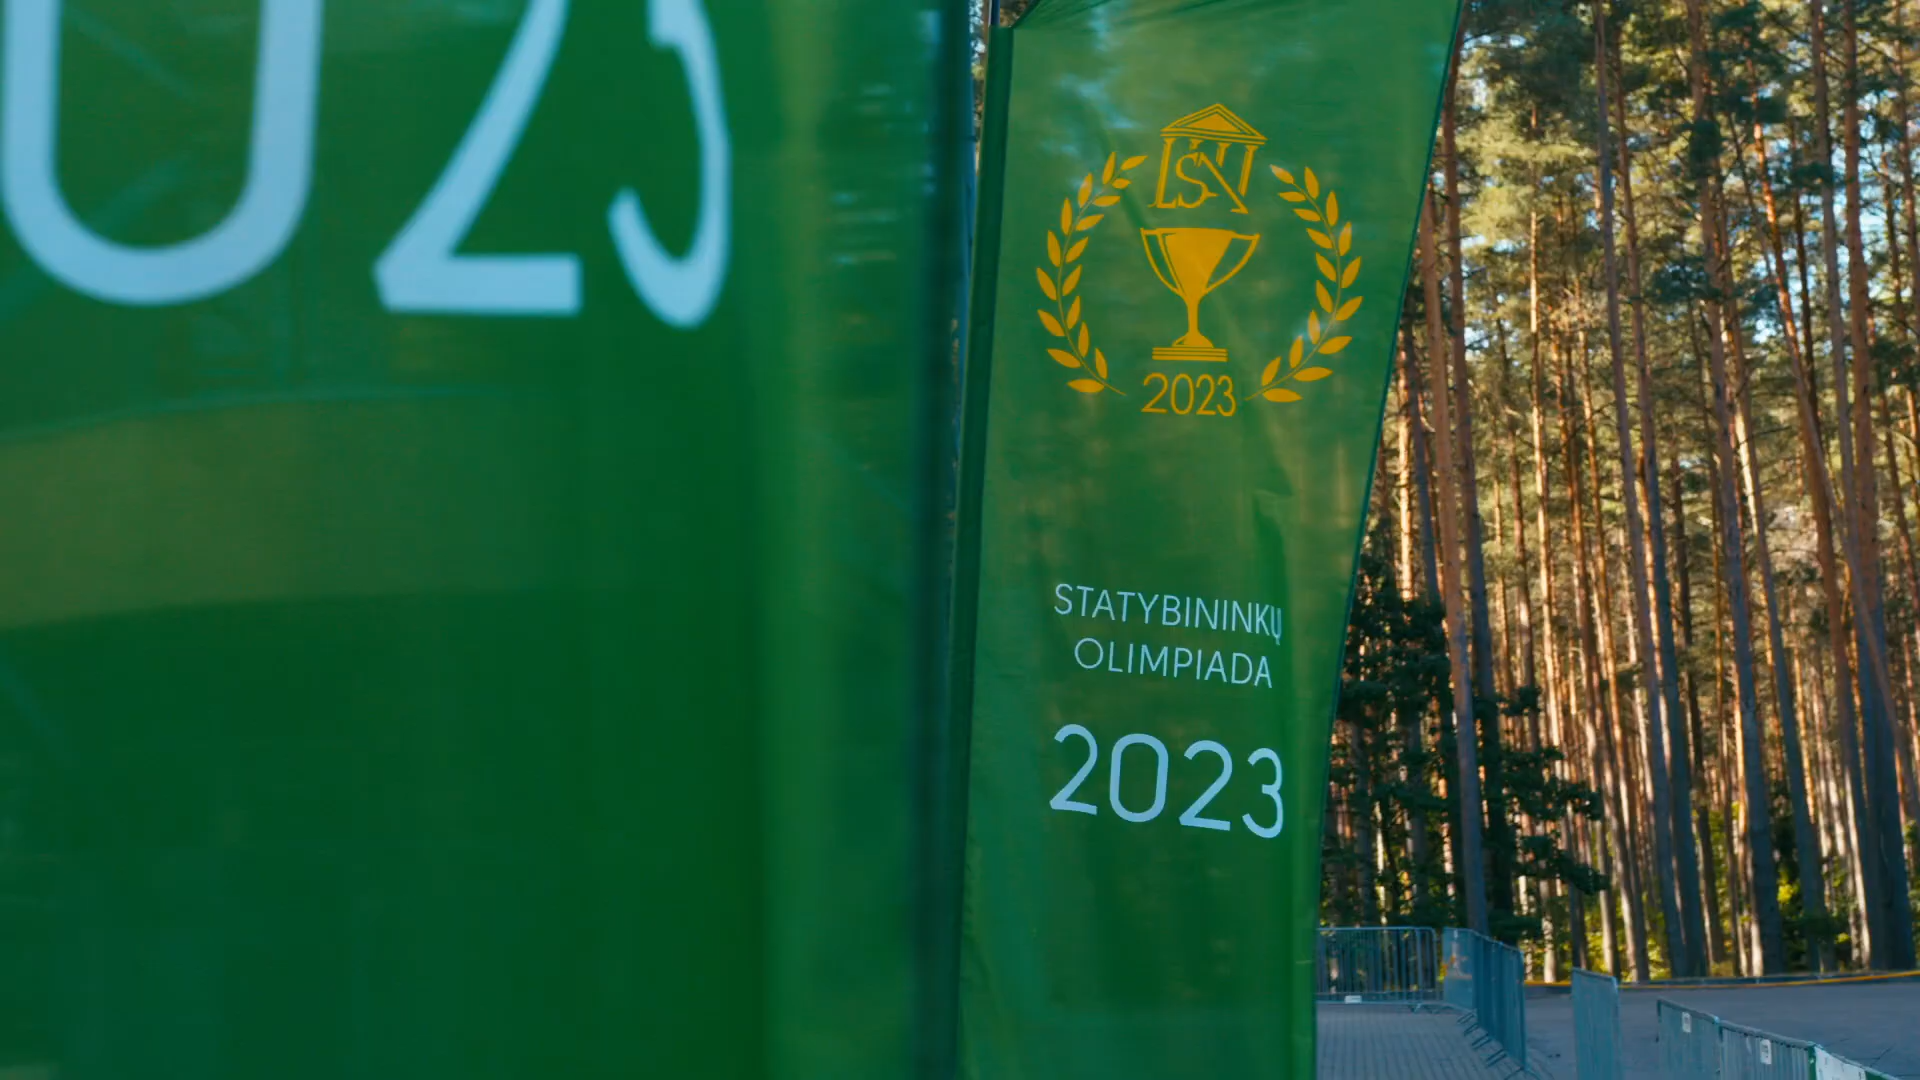 023
LSN
2023
STATYBININKŲ
OLIMPIADA
2023